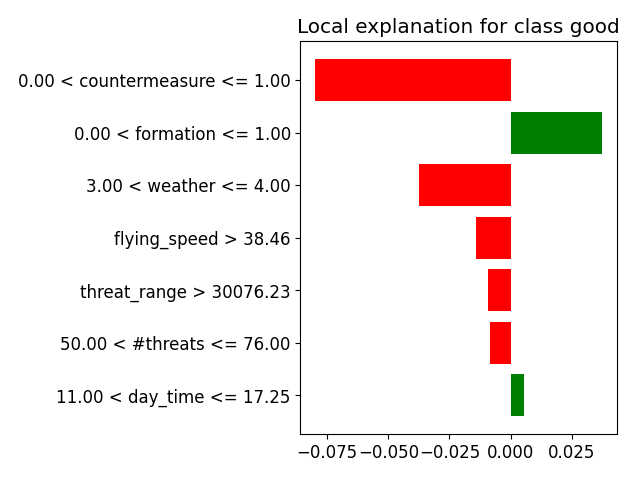 Local explanation for class good
0.00 < countermeasure <= 1.00
0.00 < formation <= 1.00
3.00 < weather <= 4.00
flying_speed > 38.46
threat_range > 30076.23
50.00 < #threats <= 76.00
11.00 < day_time <= 17.25
−0.075 −0.050 −0.025 0.000 0.025